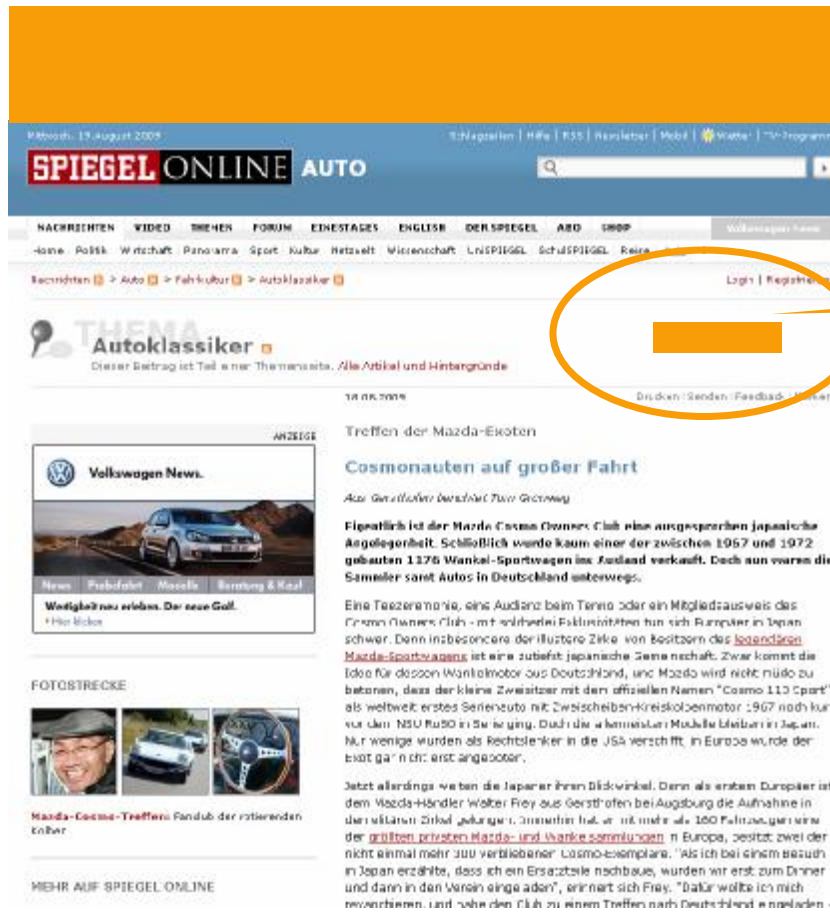 Mittwoch, 19. August 2009
Schlagzeilen | Hilfe | RSS | Newsletter | Mobil | Wetter | TV-Programm
SPIEGEL ONLINE AUTO
NACHRICHTEN VIDEO THEMEN FORUM EINESTAGES ENGLISH DER SPIEGEL ABO SHOP
Volkswagen News
Home Politik Wirtschaft Panorama Sport Kultur Netzwelt Wissenschaft UniSPIEGEL SchulSPIEGEL Reise
Nachrichten > Auto > Fahrkultur > Autoklassiker
Login |
THEMA
Autoklassiker
Dieser Beitrag ist Teil einer Themenseite. Alle Artikel und Hintergründe
18.08.2009
Drucken | Senden | Feedback |
ANZEIGE
Volkswagen News.
News Probefahrt Modelle Beratung & Kauf
Wertigkeit neu erleben. Der neue Golf.
Hier klicken
FOTOSTRECKE
Mazda-Cosmo-Treffen: Fanclub der rotierenden
Kolben
MEHR AUF SPIEGEL ONLINE
Treffen der Mazda-Exoten
Cosmonauten auf großer Fahrt
Aus Gersthofen berichtet Tom Grünweg
Eigentlich ist der Mazda Cosmo Owners Club eine ausgesprochen japanische
Angelegenheit. Schließlich wurde kaum einer der zwischen 1967 und 1972
gebauten 1176 Wankel-Sportwagen ins Ausland verkauft. Doch nun waren die
Sammler samt Autos in Deutschland unterwegs.
Eine Teezeremonie, eine Audienz beim Tenno oder ein Mitgliedsausweis des
Cosmo Owners Club - mit solcherlei Exklusivitäten tun sich Europäer in Japan
schwer. Denn insbesondere der illustere Zirkel von Besitzern des legendären
Mazda-Sportwagens ist eine zutiefst japanische Gemeinschaft. Zwar kommt die
Idee für dessen Wankelmotor aus Deutschland, und Mazda wird nicht müde zu
betonen, dass der kleine Zweisitzer mit dem offiziellen Namen "Cosmo 110 Sport"
als weltweit erstes Serienauto mit Zweischeiben-Kreiskolbenmotor 1967 noch
vor dem NSU Ro80 in Serie ging. Doch die allermeisten Modelle blieben in Japan.
Nur wenige wurden als Rechtslenker in die USA verschifft, in Europa wurde der
Exot gar nicht erst angeboten.
Jetzt allerdings weiten die Japaner ihren Blickwinkel. Denn als erstem Europäer ist
dem Mazda-Händler Walter Frey aus Gersthofen bei Augsburg die Aufnahme in
den elitären Zirkel gelungen. Immerhin hat er mit mehr als 160 Fahrzeugen eine
der größten privaten Mazda- und Wankelsammlungen in Europa, besitzt zwei der
nicht einmal mehr 300 verbliebenen Cosmo-Exemplare. "Als ich bei einem Besuch
in Japan erzählte, dass ich ein Ersatzteile nachbaue, wurden wir erst zum Dinner
und dann in den Verein eingeladen", erinnert sich Frey. "Dafür wollte ich mich
revanchieren, und habe den Club zu einem Treffen nach Deutschland eingeladen